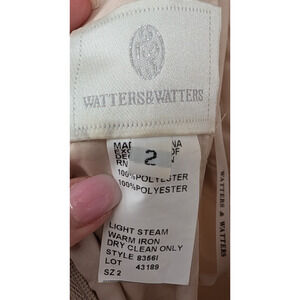 WATTERS&WATTERS
2
100%POLYESTER
100%POLYESTER
LIGHT STEAM
WARM IRON
DRY CLEAN ONLY
STYLE 8356I
LOT 43189
SZ 2
WATTERS & WATTERS